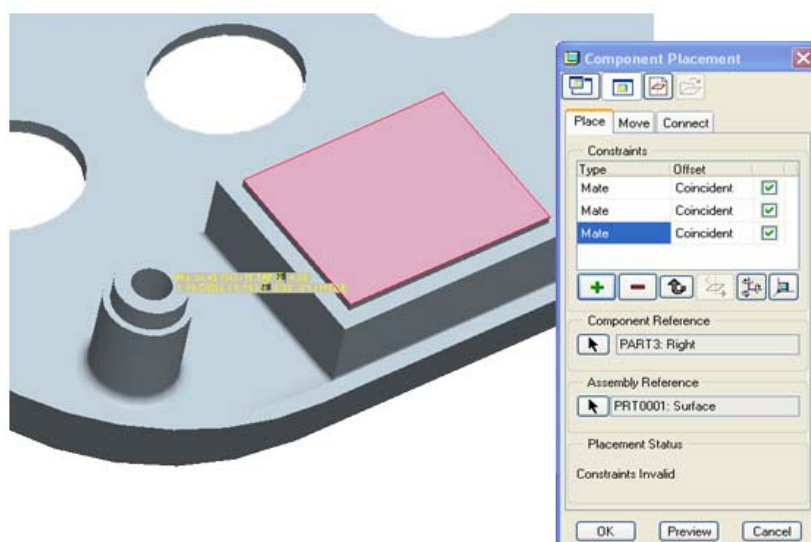 Component Placement
Place Move Connect
Constraints
Type Offset
Mate Coincident
Mate Coincident
Mate Coincident
Component Reference
PART3: Right
Assembly Reference
PRT0001: Surface
Placement Status
Constraints Invalid
OK Preview Cancel